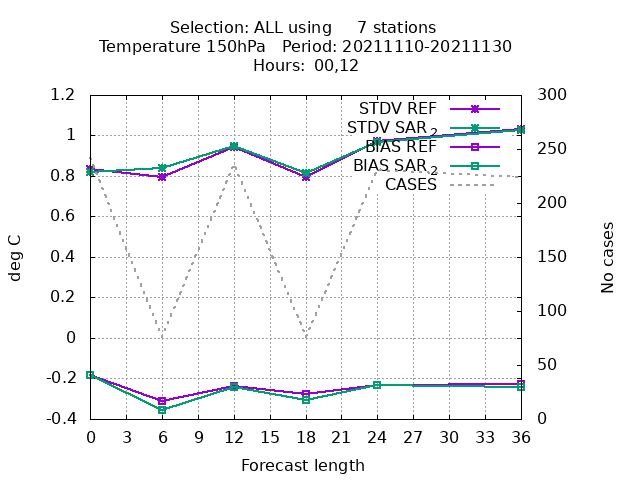 Selection: ALL using     7 stations
Temperature 150hPa   Period: 20211110-20211130
Hours:  00,12
1.2
1
0.8
0.6
0.4
0.2
0
-0.2
-0.4
deg C
300
250
200
150
100
50
0
No cases
STDV REF
STDV SAR₂
BIAS REF
BIAS SAR₂
CASES
0 3 6 9 12 15 18 21 24 27 30 33 36
Forecast length